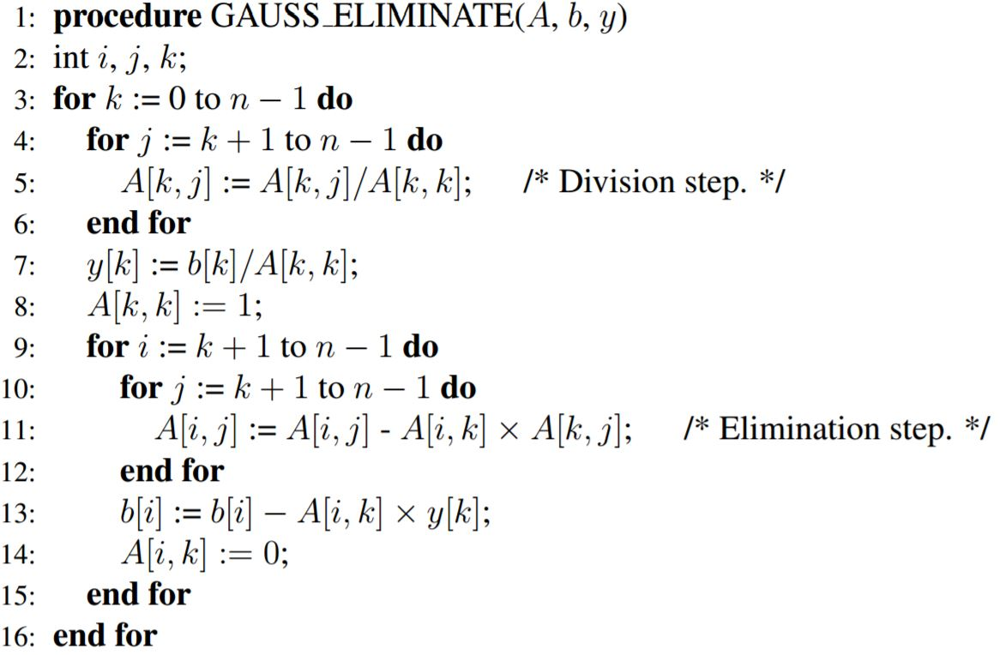 1: procedure GAUSS_ELIMINATE(A, b, y)
2: int i, j, k;
3: for k := 0 to n − 1 do
4: for j := k + 1 to n − 1 do
5: A[k, j] := A[k, j]/A[k, k]; /* Division step. */
6: end for
7: y[k] := b[k]/A[k, k];
8: A[k, k] := 1;
9: for i := k + 1 to n − 1 do
10: for j := k + 1 to n − 1 do
11: A[i, j] := A[i, j] - A[i, k] × A[k, j]; /* Elimination step. */
12: end for
13: b[i] := b[i] − A[i, k] × y[k];
14: A[i, k] := 0;
15: end for
16: end for